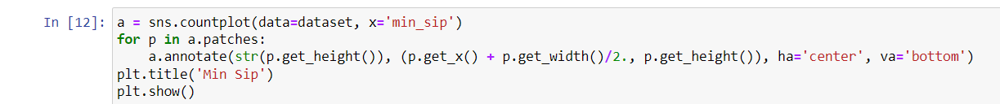 In [12]: a = sns.countplot(data=dataset, x='min_sip')
for p in a.patches:
    a.annotate(str(p.get_height()), (p.get_x() + p.get_width()/2., p.get_height()), ha='center', va='bottom')
plt.title('Min Sip')
plt.show()